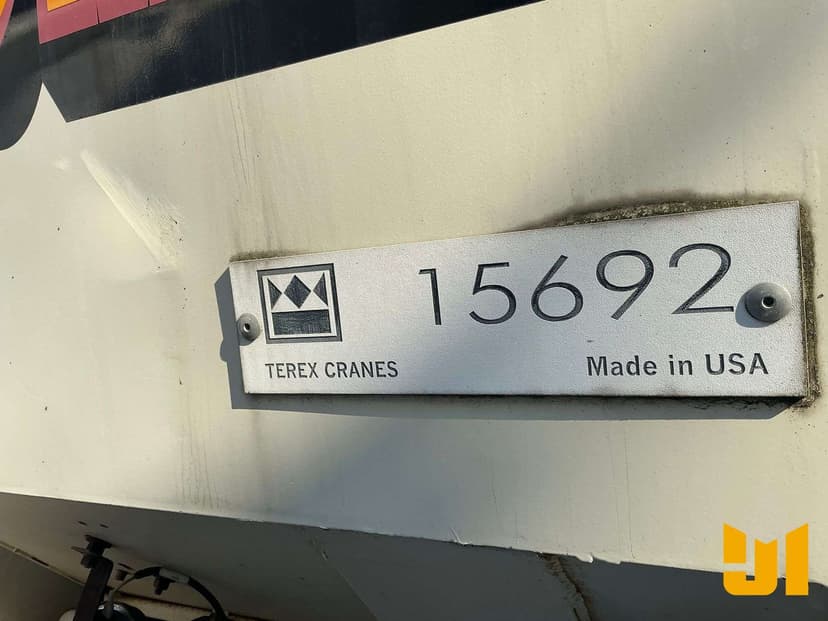 15692
TEREX CRANES
Made in USA